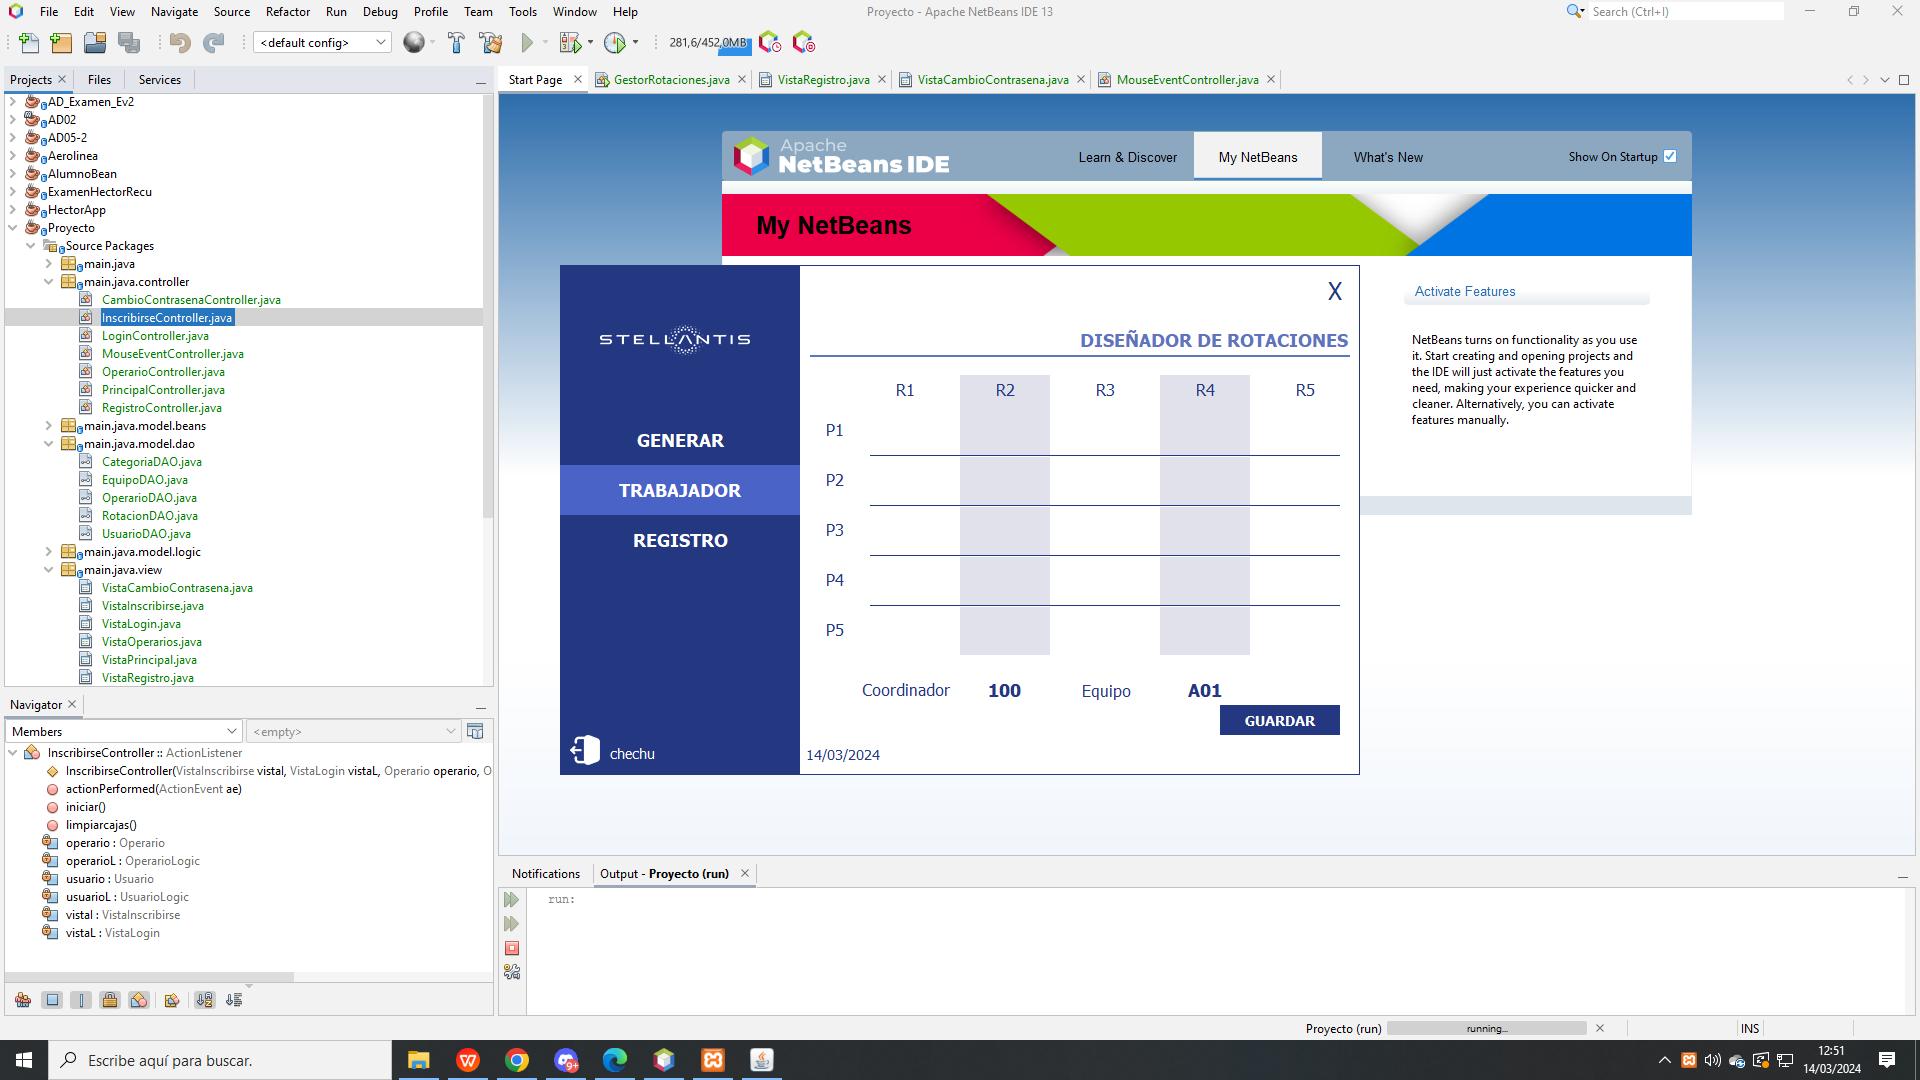 File Edit View Navigate Source Refactor Run Debug Profile Team Tools Window Help
Proyecto - Apache NetBeans IDE 13
Search (Ctrl+I)
<default config>
281,6/452,0MB
Projects Files Services
AD_Examen_Ev2
AD02
AD05-2
Aerolinea
AlumnoBean
ExamenHectorRecu
HectorApp
Proyecto
Source Packages
main.java
main.java.controller
CambioContrasenaController.java
InscribirseController.java
LoginController.java
MouseEventController.java
OperarioController.java
PrincipalController.java
RegistroController.java
main.java.model.beans
main.java.model.dao
CategoriaDAO.java
EquipoDAO.java
OperarioDAO.java
RotacionDAO.java
UsuarioDAO.java
main.java.model.logic
main.java.view
VistaCambioContrasena.java
VistaInscribirse.java
VistaLogin.java
VistaOperarios.java
VistaPrincipal.java
VistaRegistro.java
Navigator
Members
<empty>
InscribirseController :: ActionListener
InscribirseController(VistaInscribirse vistaI, VistaLogin vistaL, Operario operario, O
actionPerformed(ActionEvent ae)
iniciar()
limpiarcajas()
operario : Operario
operarioL : OperarioLogic
usuario : Usuario
usuarioL : UsuarioLogic
vistaI : VistaInscribirse
vistaL : VistaLogin
Start Page GestorRotaciones.java VistaRegistro.java VistaCambioContrasena.java MouseEventController.java
Apache
NetBeans IDE
Learn & Discover My NetBeans What's New Show On Startup
My NetBeans
Activate Features
NetBeans turns on functionality as you use
it. Start creating and opening projects and
the IDE will just activate the features you
need, making your experience quicker and
cleaner. Alternatively, you can activate
features manually.
STELLANTIS
GENERAR
TRABAJADOR
REGISTRO
chechu
X
DISEÑADOR DE ROTACIONES
R1 R2 R3 R4 R5
P1
P2
P3
P4
P5
Coordinador 100 Equipo A01
GUARDAR
14/03/2024
Notifications Output - Proyecto (run)
run:
Proyecto (run) running... INS
Escribe aquí para buscar.
9+
12:51
14/03/2024